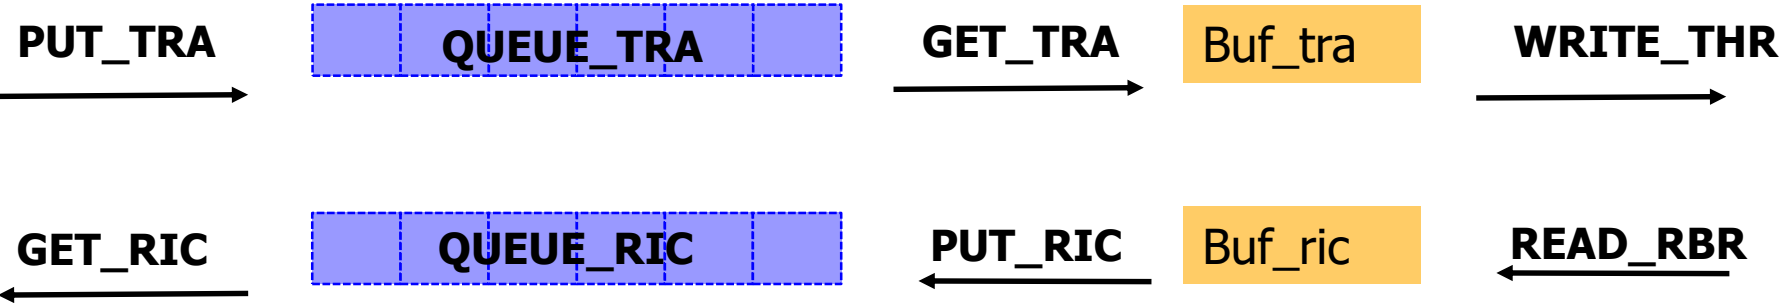 PUT_TRA QUEUE_TRA GET_TRA Buf_tra WRITE_THR
GET_RIC QUEUE_RIC PUT_RIC Buf_ric READ_RBR